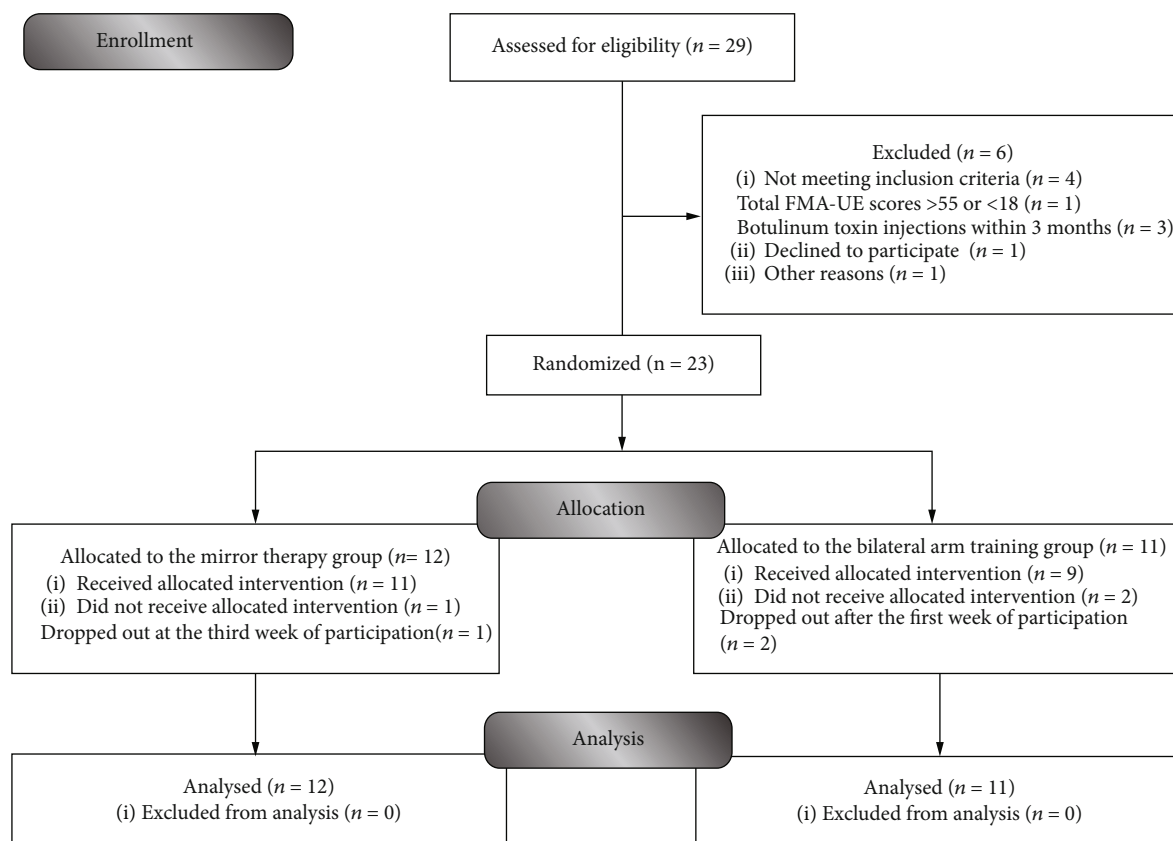 Enrollment
Assessed for eligibility (n = 29)
Excluded (n = 6)
(i) Not meeting inclusion criteria (n = 4)
Total FMA-UE scores >55 or <18 (n = 1)
Botulinum toxin injections within 3 months (n = 3)
(ii) Declined to participate (n = 1)
(iii) Other reasons (n = 1)
Randomized (n = 23)
Allocation
Allocated to the mirror therapy group (n= 12)
(i) Received allocated intervention (n = 11)
(ii) Did not receive allocated intervention (n = 1)
Dropped out at the third week of participation(n = 1)
Allocated to the bilateral arm training group (n = 11)
(i) Received allocated intervention (n = 9)
(ii) Did not receive allocated intervention (n = 2)
Dropped out after the first week of participation
(n = 2)
Analysis
Analysed (n = 12)
(i) Excluded from analysis (n = 0)
Analysed (n = 11)
(i) Excluded from analysis (n = 0)